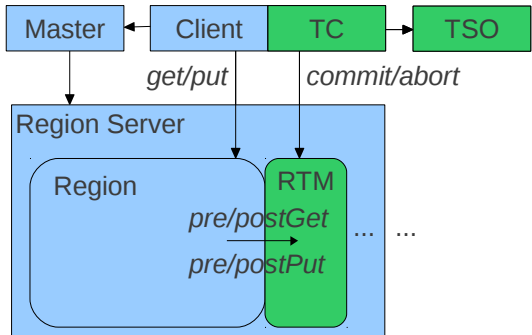 Master
Client
TC
TSO
get/put
commit/abort
Region Server
Region
RTM
pre/postGet
... ...
pre/postPut